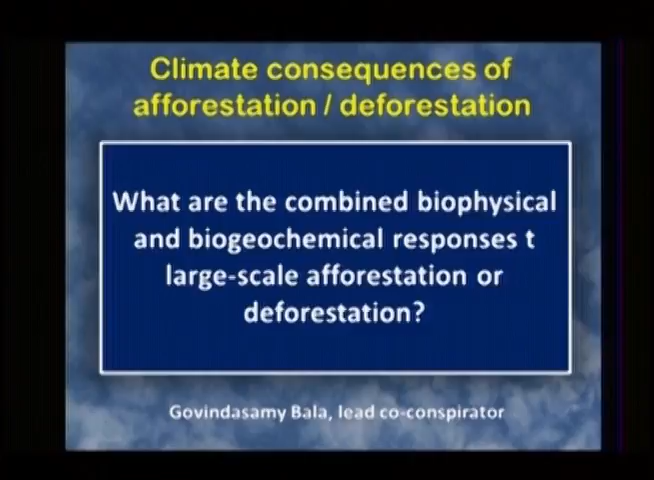 Climate consequences of
afforestation / deforestation
What are the combined biophysical
and biogeochemical responses t
large-scale afforestation or
deforestation?
Govindasamy Bala, lead co-conspirator